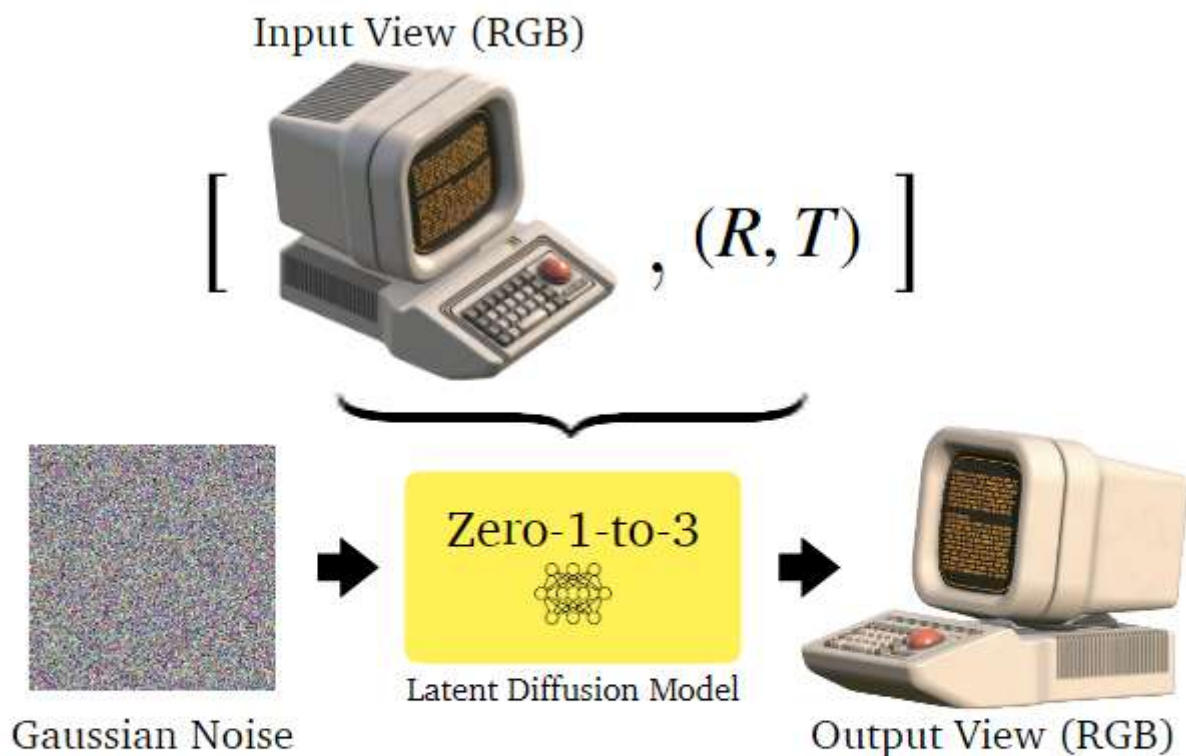 Input View (RGB)
[ , (R, T) ]
Zero-1-to-3
Latent Diffusion Model
Gaussian Noise
Output View (RGB)